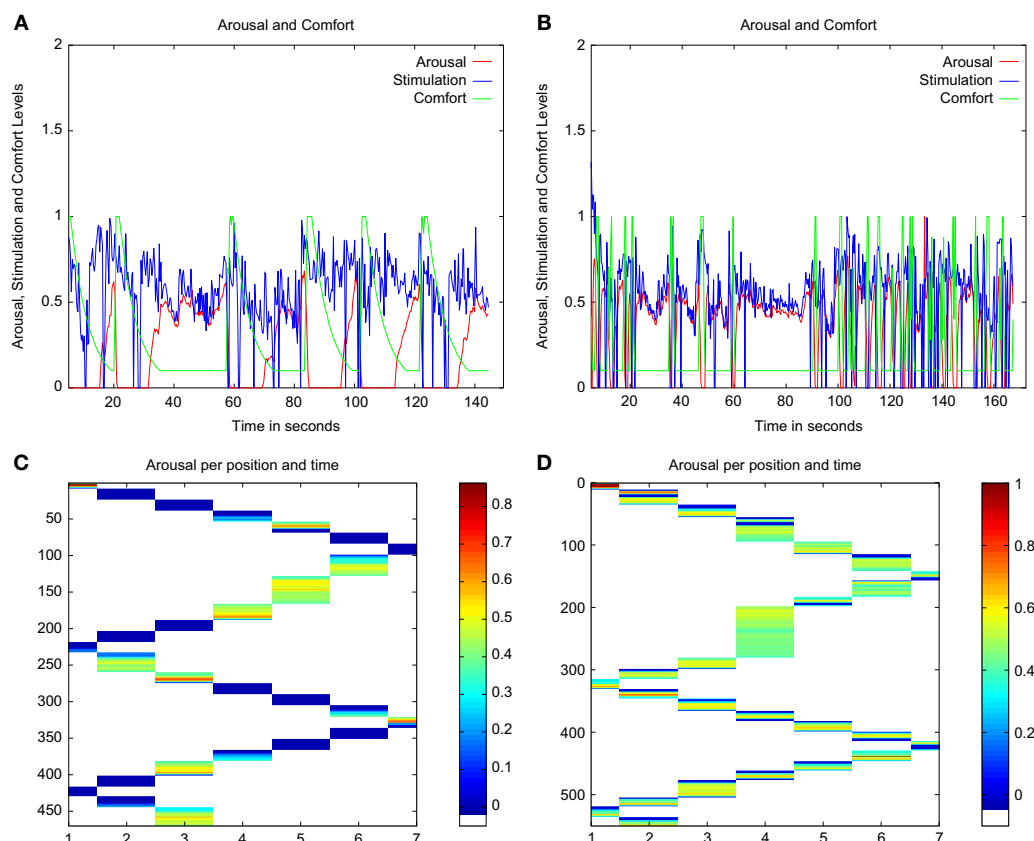 A
Arousal and Comfort
Arousal, Stimulation and Comfort Levels
2
1.5
1
0.5
0
Arousal
Stimulation
Comfort
20 40 60 80 100 120 140
Time in seconds
B
Arousal and Comfort
Arousal, Stimulation and Comfort Levels
2
1.5
1
0.5
0
Arousal
Stimulation
Comfort
20 40 60 80 100 120 140 160
Time in seconds
C
Arousal per position and time
50
100
150
200
250
300
350
400
450
1 2 3 4 5 6 7
0.8
0.7
0.6
0.5
0.4
0.3
0.2
0.1
0
D
Arousal per position and time
0
100
200
300
400
500
1 2 3 4 5 6 7
1
0.8
0.6
0.4
0.2
0